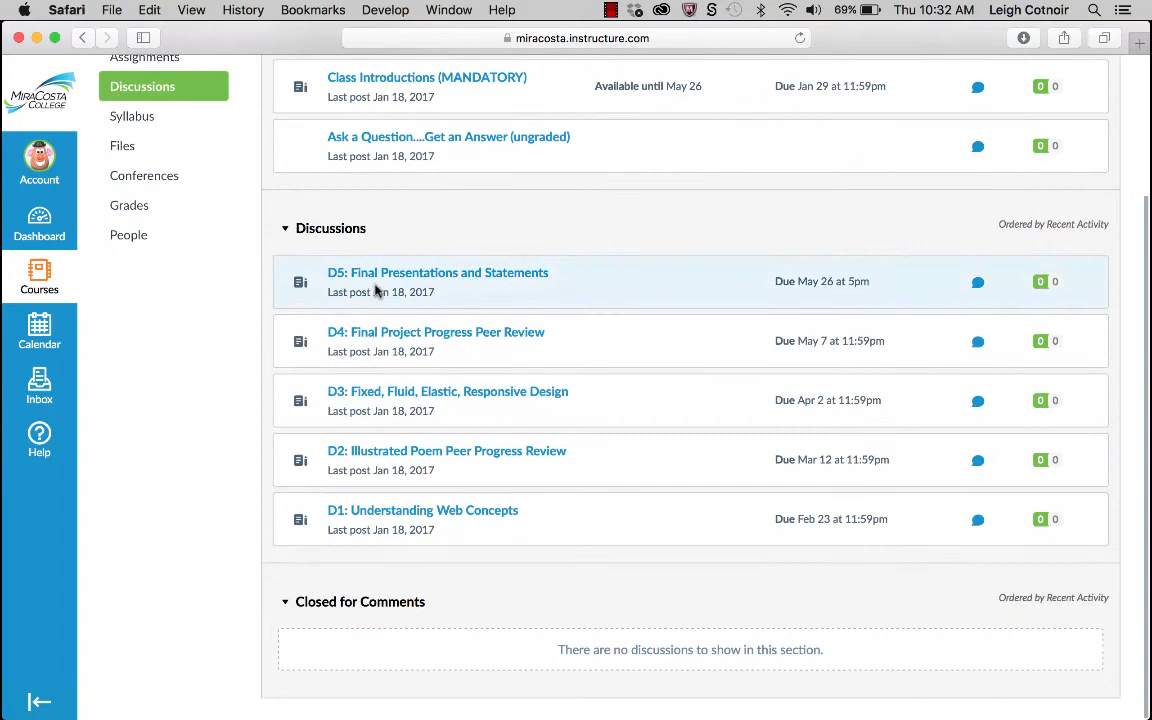 Safari File Edit View History Bookmarks Develop Window Help 69% Thu 10:32 AM Leigh Cotnoir
miracosta.instructure.com
MIRACOSTA COLLEGE
Account
Dashboard
Courses
Calendar
Inbox
Help
Assignments
Discussions
Syllabus
Files
Conferences
Grades
People
Class Introductions (MANDATORY) Available until May 26 Due Jan 29 at 11:59pm 0 0
Last post Jan 18, 2017
Ask a Question....Get an Answer (ungraded) 0 0
Last post Jan 18, 2017
Discussions Ordered by Recent Activity
D5: Final Presentations and Statements Due May 26 at 5pm 0 0
Last post Jan 18, 2017
D4: Final Project Progress Peer Review Due May 7 at 11:59pm 0 0
Last post Jan 18, 2017
D3: Fixed, Fluid, Elastic, Responsive Design Due Apr 2 at 11:59pm 0 0
Last post Jan 18, 2017
D2: Illustrated Poem Peer Progress Review Due Mar 12 at 11:59pm 0 0
Last post Jan 18, 2017
D1: Understanding Web Concepts Due Feb 23 at 11:59pm 0 0
Last post Jan 18, 2017
Closed for Comments Ordered by Recent Activity
There are no discussions to show in this section.